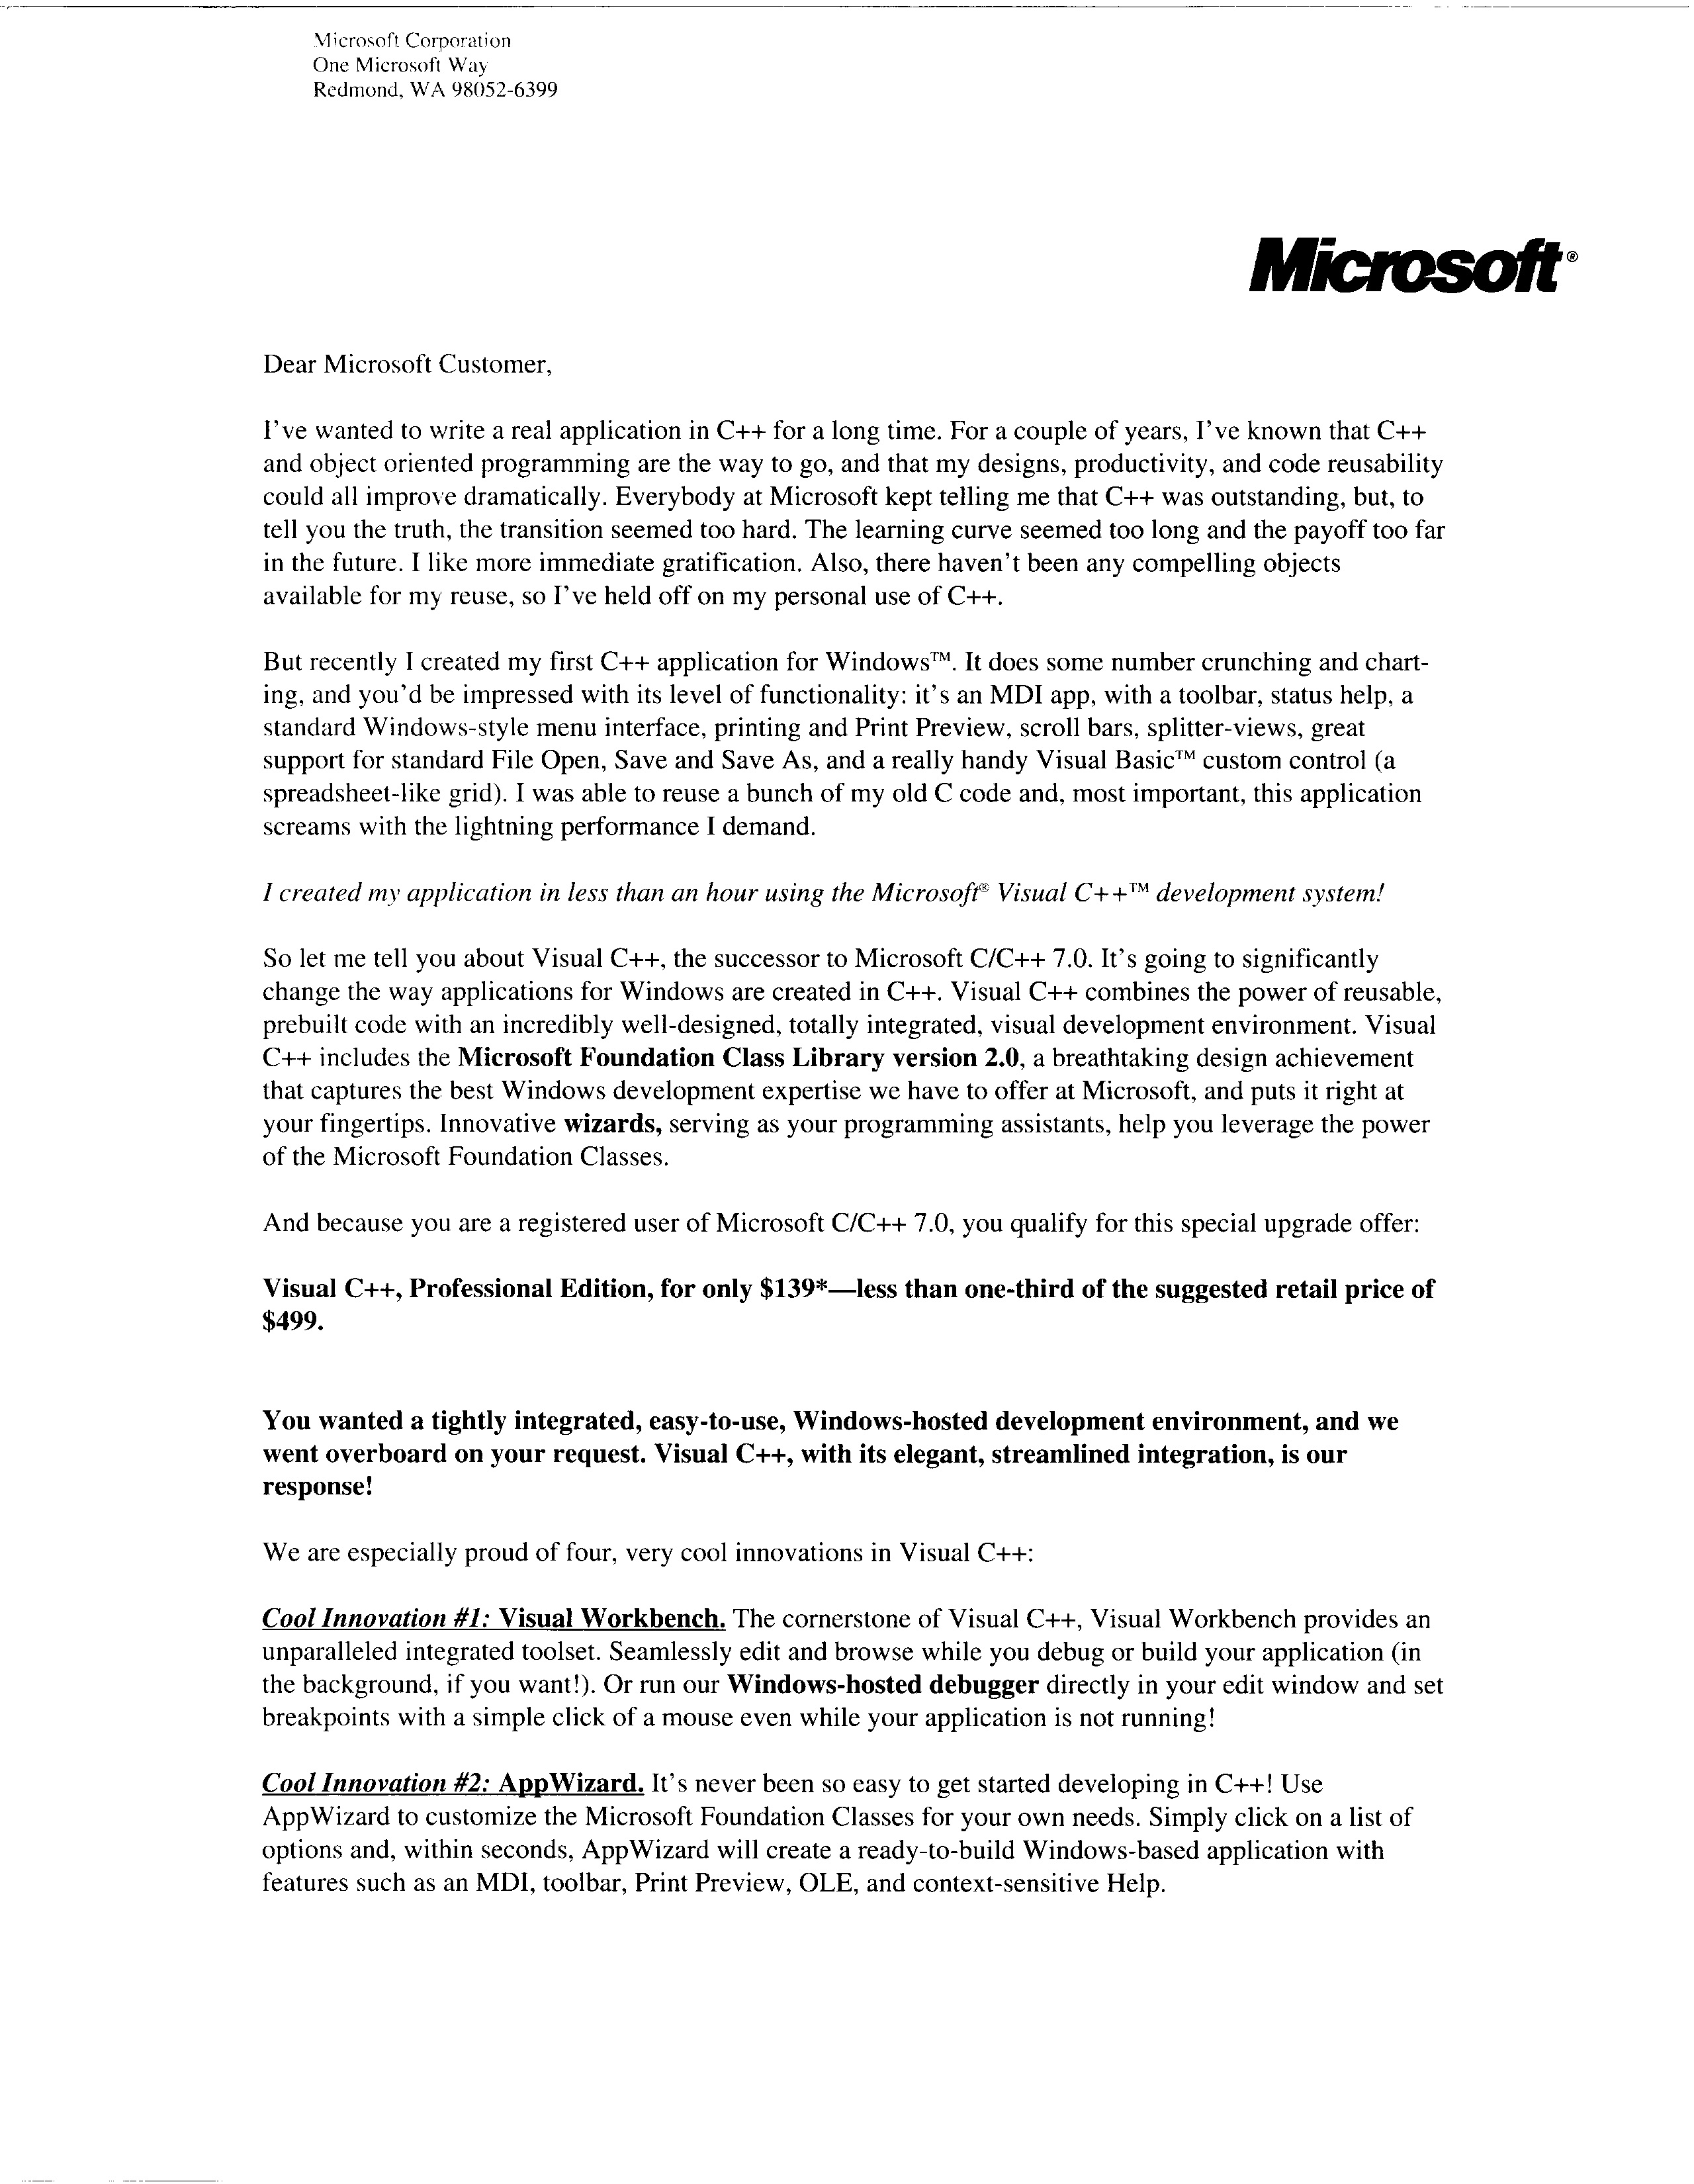 Microsoft Corporation
One Microsoft Way
Redmond, WA 98052-6399
Microsoft®
Dear Microsoft Customer,
I've wanted to write a real application in C++ for a long time. For a couple of years, I've known that C++
and object oriented programming are the way to go, and that my designs, productivity, and code reusability
could all improve dramatically. Everybody at Microsoft kept telling me that C++ was outstanding, but, to
tell you the truth, the transition seemed too hard. The learning curve seemed too long and the payoff too far
in the future. I like more immediate gratification. Also, there haven't been any compelling objects
available for my reuse, so I've held off on my personal use of C++.
But recently I created my first C++ application for Windows™. It does some number crunching and chart-
ing, and you'd be impressed with its level of functionality: it's an MDI app, with a toolbar, status help, a
standard Windows-style menu interface, printing and Print Preview, scroll bars, splitter-views, great
support for standard File Open, Save and Save As, and a really handy Visual Basic™ custom control (a
spreadsheet-like grid). I was able to reuse a bunch of my old C code and, most important, this application
screams with the lightning performance I demand.
I created my application in less than an hour using the Microsoft® Visual C++™ development system!
So let me tell you about Visual C++, the successor to Microsoft C/C++ 7.0. It's going to significantly
change the way applications for Windows are created in C++. Visual C++ combines the power of reusable,
prebuilt code with an incredibly well-designed, totally integrated, visual development environment. Visual
C++ includes the Microsoft Foundation Class Library version 2.0, a breathtaking design achievement
that captures the best Windows development expertise we have to offer at Microsoft, and puts it right at
your fingertips. Innovative wizards, serving as your programming assistants, help you leverage the power
of the Microsoft Foundation Classes.
And because you are a registered user of Microsoft C/C++ 7.0, you qualify for this special upgrade offer:
Visual C++, Professional Edition, for only $139*—less than one-third of the suggested retail price of
$499.
You wanted a tightly integrated, easy-to-use, Windows-hosted development environment, and we
went overboard on your request. Visual C++, with its elegant, streamlined integration, is our
response!
We are especially proud of four, very cool innovations in Visual C++:
Cool Innovation #1: Visual Workbench. The cornerstone of Visual C++, Visual Workbench provides an
unparalleled integrated toolset. Seamlessly edit and browse while you debug or build your application (in
the background, if you want!). Or run our Windows-hosted debugger directly in your edit window and set
breakpoints with a simple click of a mouse even while your application is not running!
Cool Innovation #2: AppWizard. It's never been so easy to get started developing in C++! Use
AppWizard to customize the Microsoft Foundation Classes for your own needs. Simply click on a list of
options and, within seconds, AppWizard will create a ready-to-build Windows-based application with
features such as an MDI, toolbar, Print Preview, OLE, and context-sensitive Help.